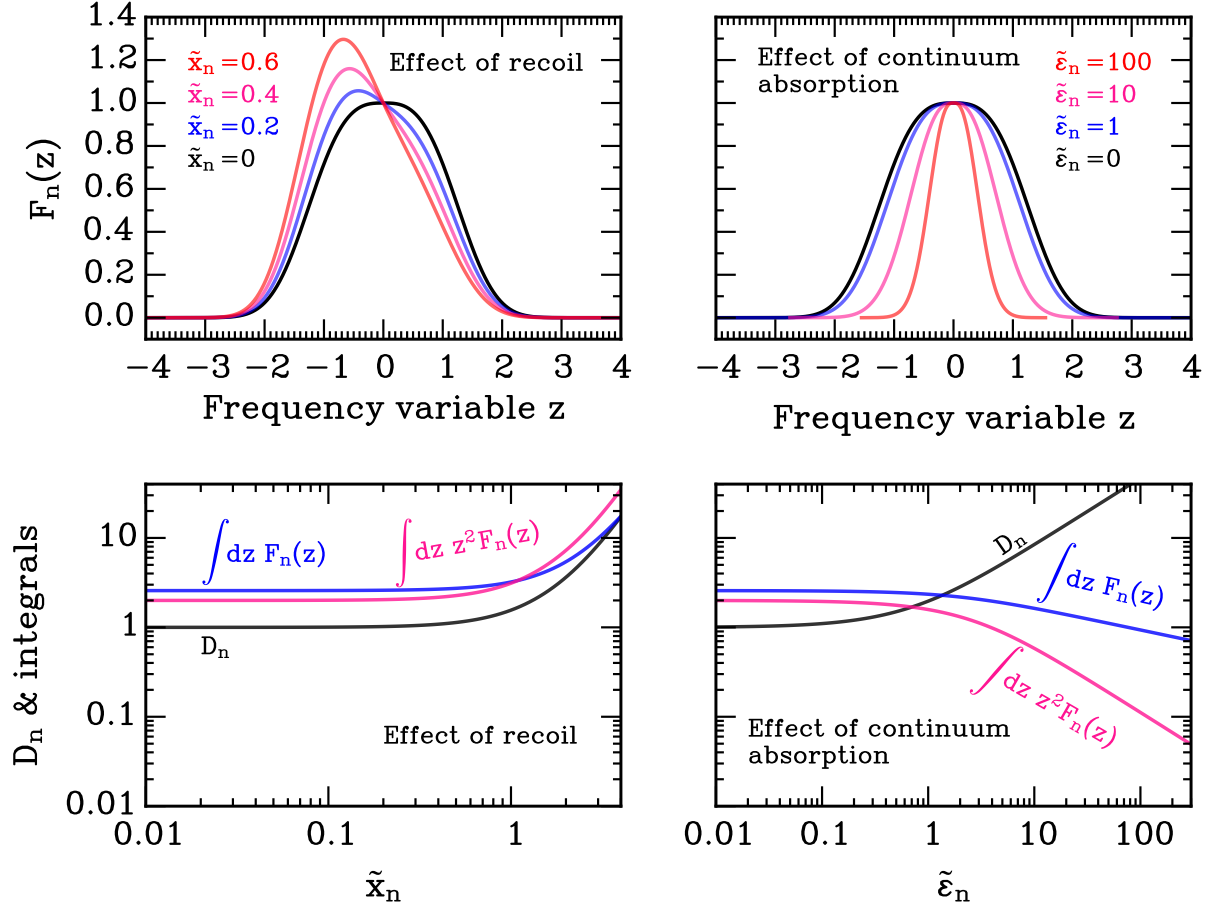 1.4
1.2
1.0
0.8
0.6
0.4
0.2
0.0
Fₙ(z)
x̃ₙ=0.6
x̃ₙ=0.4
x̃ₙ=0.2
x̃ₙ=0
Effect of recoil
−4 −3 −2 −1 0 1 2 3 4
Frequency variable z
Effect of continuum
absorption
ε̃ₙ=100
ε̃ₙ=10
ε̃ₙ=1
ε̃ₙ=0
−4 −3 −2 −1 0 1 2 3 4
Frequency variable z
10
1
0.1
0.01
Dₙ & integrals
∫dz Fₙ(z)
∫dz z²Fₙ(z)
Dₙ
Effect of recoil
0.01 0.1 1
x̃ₙ
Dₙ
∫dz Fₙ(z)
∫dz z²Fₙ(z)
Effect of continuum
absorption
0.01 0.1 1 10 100
ε̃ₙ